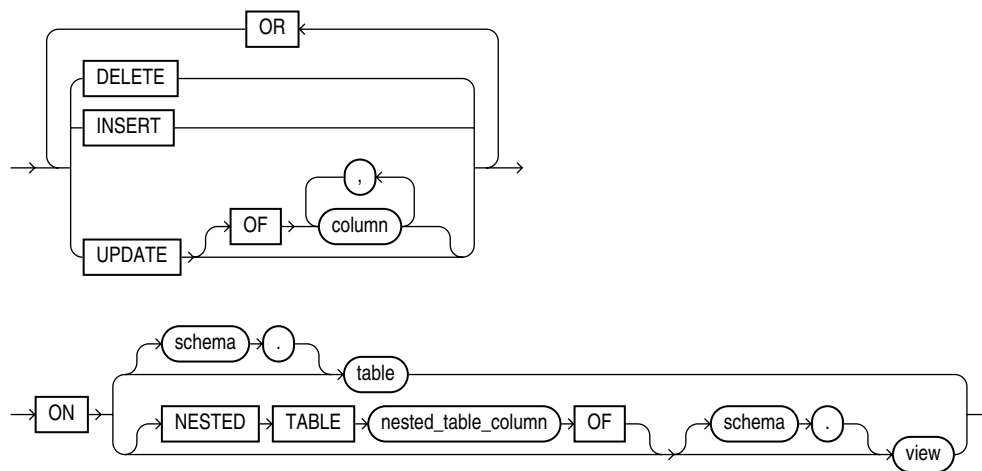 OR
DELETE
INSERT
,
OF column
UPDATE
schema .
table
ON NESTED TABLE nested_table_column OF schema .
view